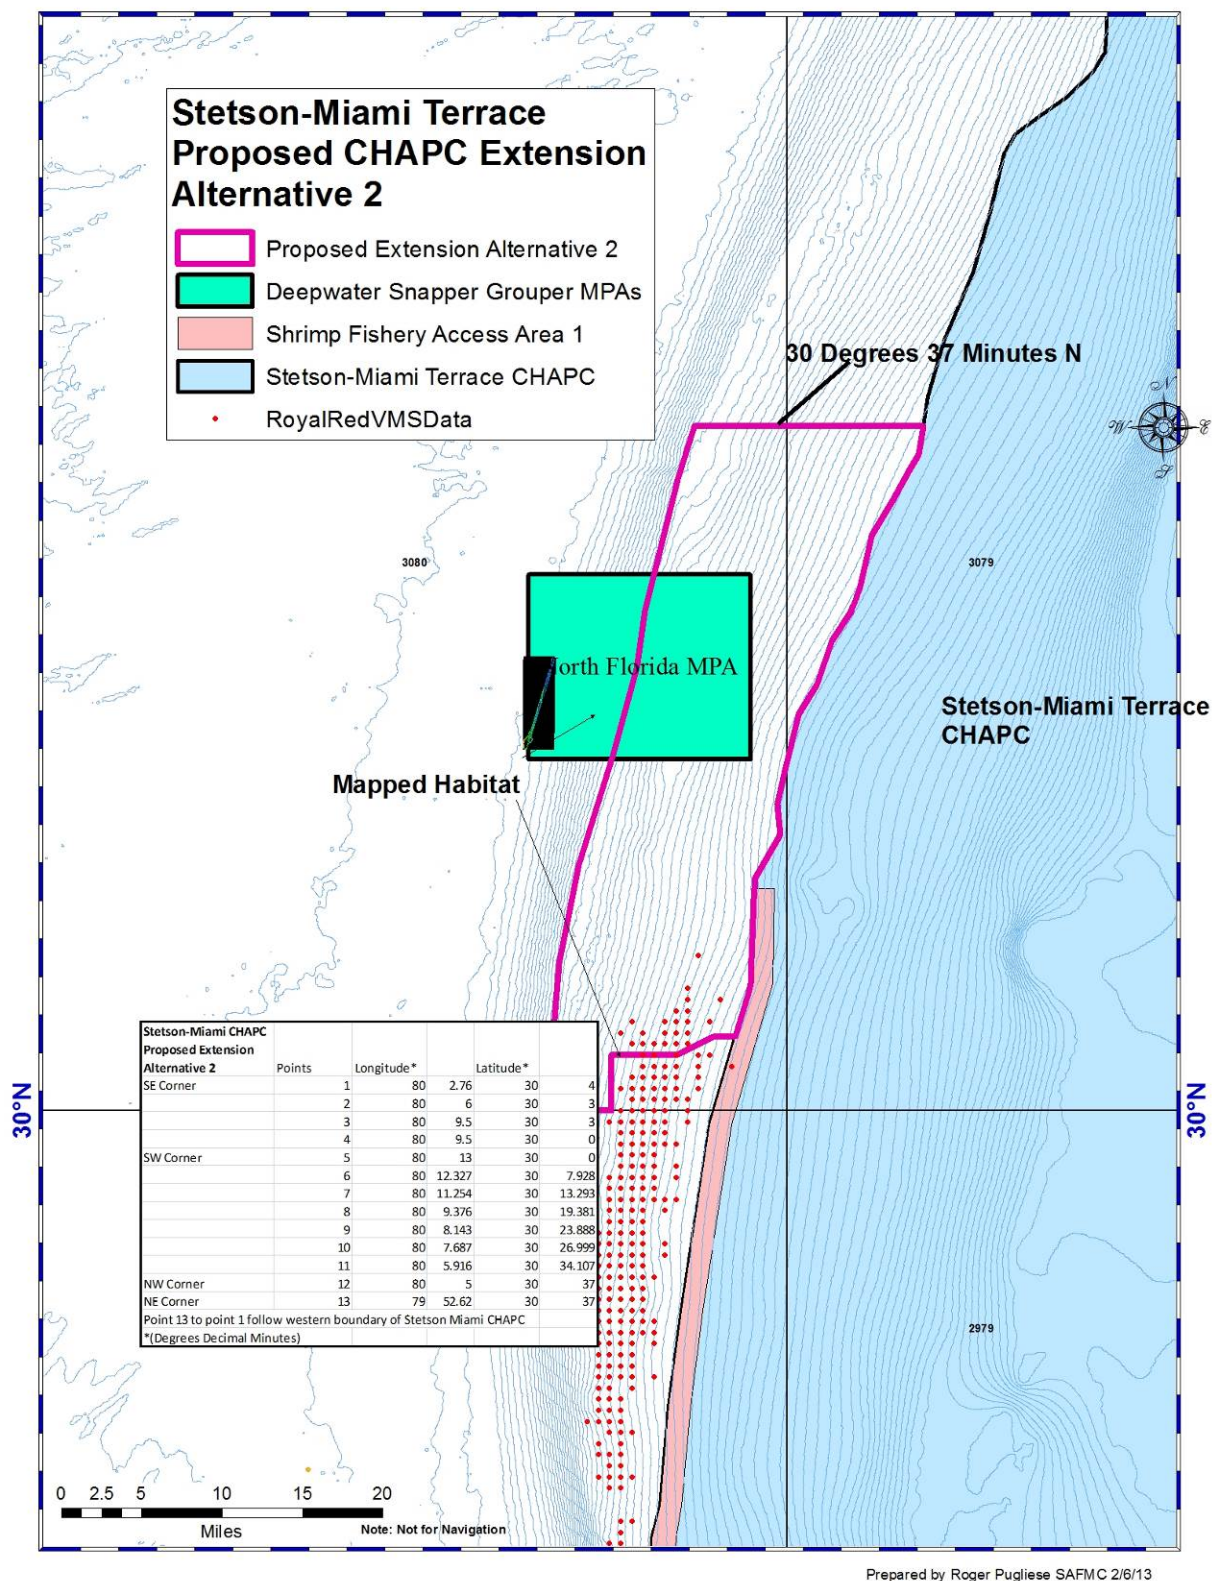 Stetson-Miami Terrace
Proposed CHAPC Extension
Alternative 2
Proposed Extension Alternative 2
Deepwater Snapper Grouper MPAs
Shrimp Fishery Access Area 1
Stetson-Miami Terrace CHAPC
RoyalRedVMSData
30 Degrees 37 Minutes N
N
W
E
S
3080
3079
North Florida MPA
Stetson-Miami Terrace
CHAPC
Mapped Habitat
Stetson-Miami CHAPC
Proposed Extension
Alternative 2 Points Longitude* Latitude*
SE Corner 1 80 2.76 30 4
2 80 6 30 3
3 80 9.5 30 3
4 80 9.5 30 0
SW Corner 5 80 13 30 0
6 80 12.327 30 7.928
7 80 11.254 30 13.293
8 80 9.376 30 19.381
9 80 8.143 30 23.888
10 80 7.687 30 26.999
11 80 5.916 30 34.107
NW Corner 12 80 5 30 37
NE Corner 13 79 52.62 30 37
Point 13 to point 1 follow western boundary of Stetson Miami CHAPC
*(Degrees Decimal Minutes)
30°N
30°N
2979
0 2.5 5 10 15 20
Miles
Note: Not for Navigation
Prepared by Roger Pugliese SAFMC 2/6/13